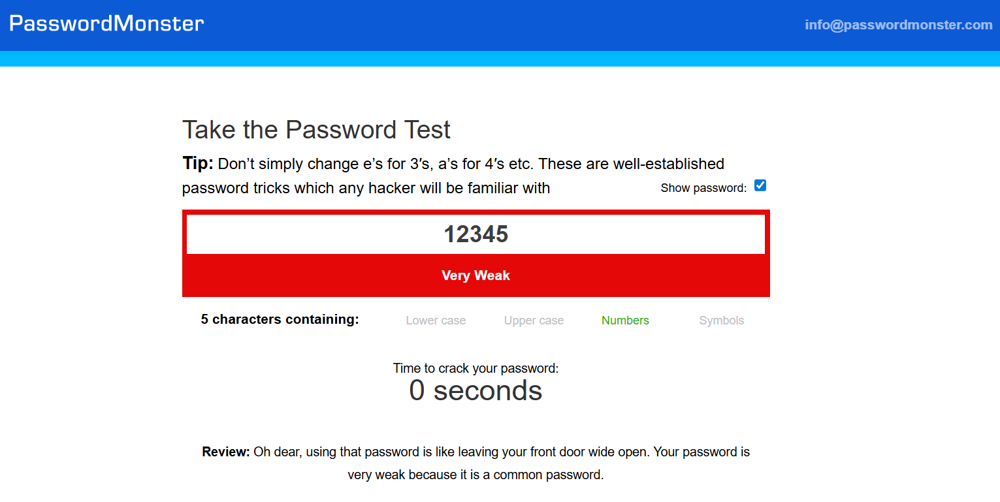 PasswordMonster
info@passwordmonster.com
Take the Password Test
Tip: Don’t simply change e’s for 3′s, a’s for 4′s etc. These are well-established
password tricks which any hacker will be familiar with
Show password:
12345
Very Weak
5 characters containing:
Lower case
Upper case
Numbers
Symbols
Time to crack your password:
0 seconds
Review: Oh dear, using that password is like leaving your front door wide open. Your password is
very weak because it is a common password.